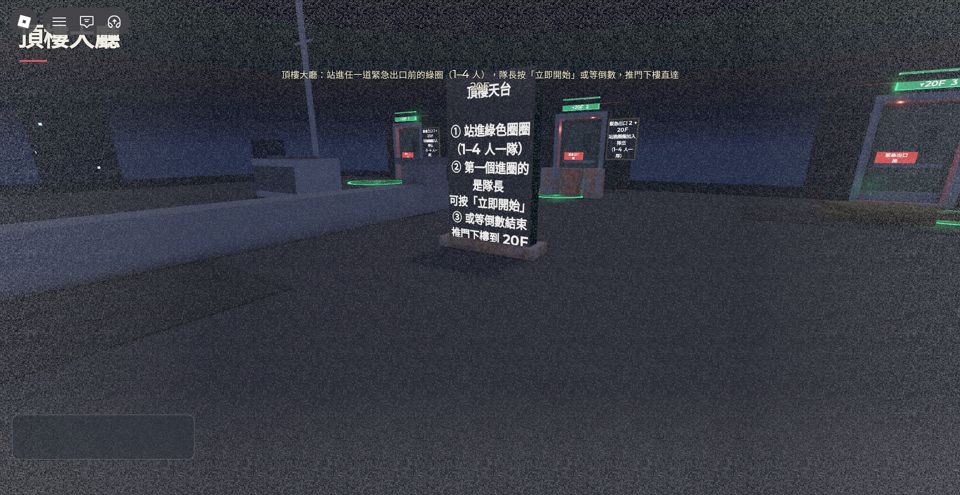 頂樓大廳
頂樓大廳：站進任一道緊急出口前的綠圈（1–4 人），隊長按「立即開始」或等倒數，推門下樓直達
頂樓天台
① 站進綠色圈圈
（1–4 人一隊）
② 第一個進圈的
是隊長
可按「立即開始」
③ 或等倒數結束
推門下樓到 20F
▼20F 2
緊急出口 2 ▼
20F
（1–4 人一
隊）
▼20F 3
緊急出口